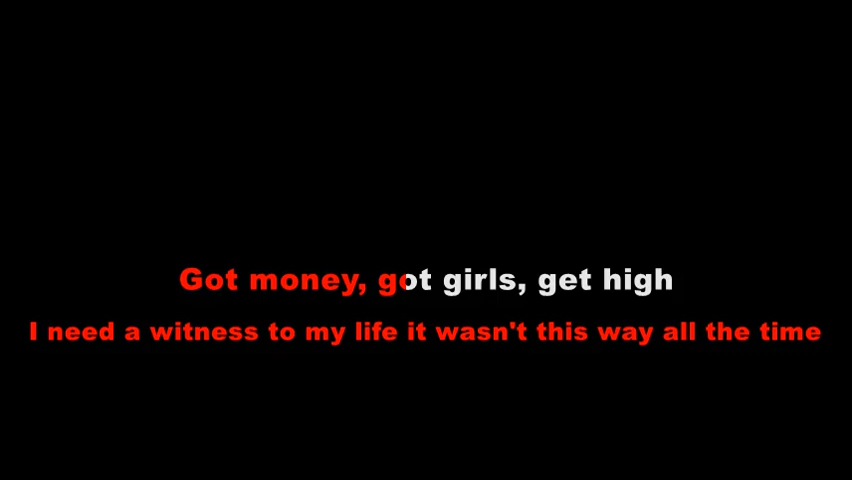 Got money, got girls, get high
I need a witness to my life it wasn't this way all the time